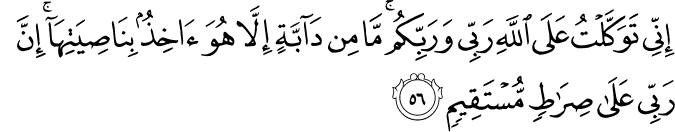 إِنِّي تَوَكَّلۡتُ عَلَى ٱللَّهِ رَبِّي وَرَبِّكُمۚ مَّا مِن دَآبَّةٍ إِلَّا هُوَ ءَاخِذُۢ بِنَاصِيَتِهَآۚ إِنَّ
رَبِّي عَلَىٰ صِرَٰطٖ مُّسۡتَقِيمٖ ٥٦